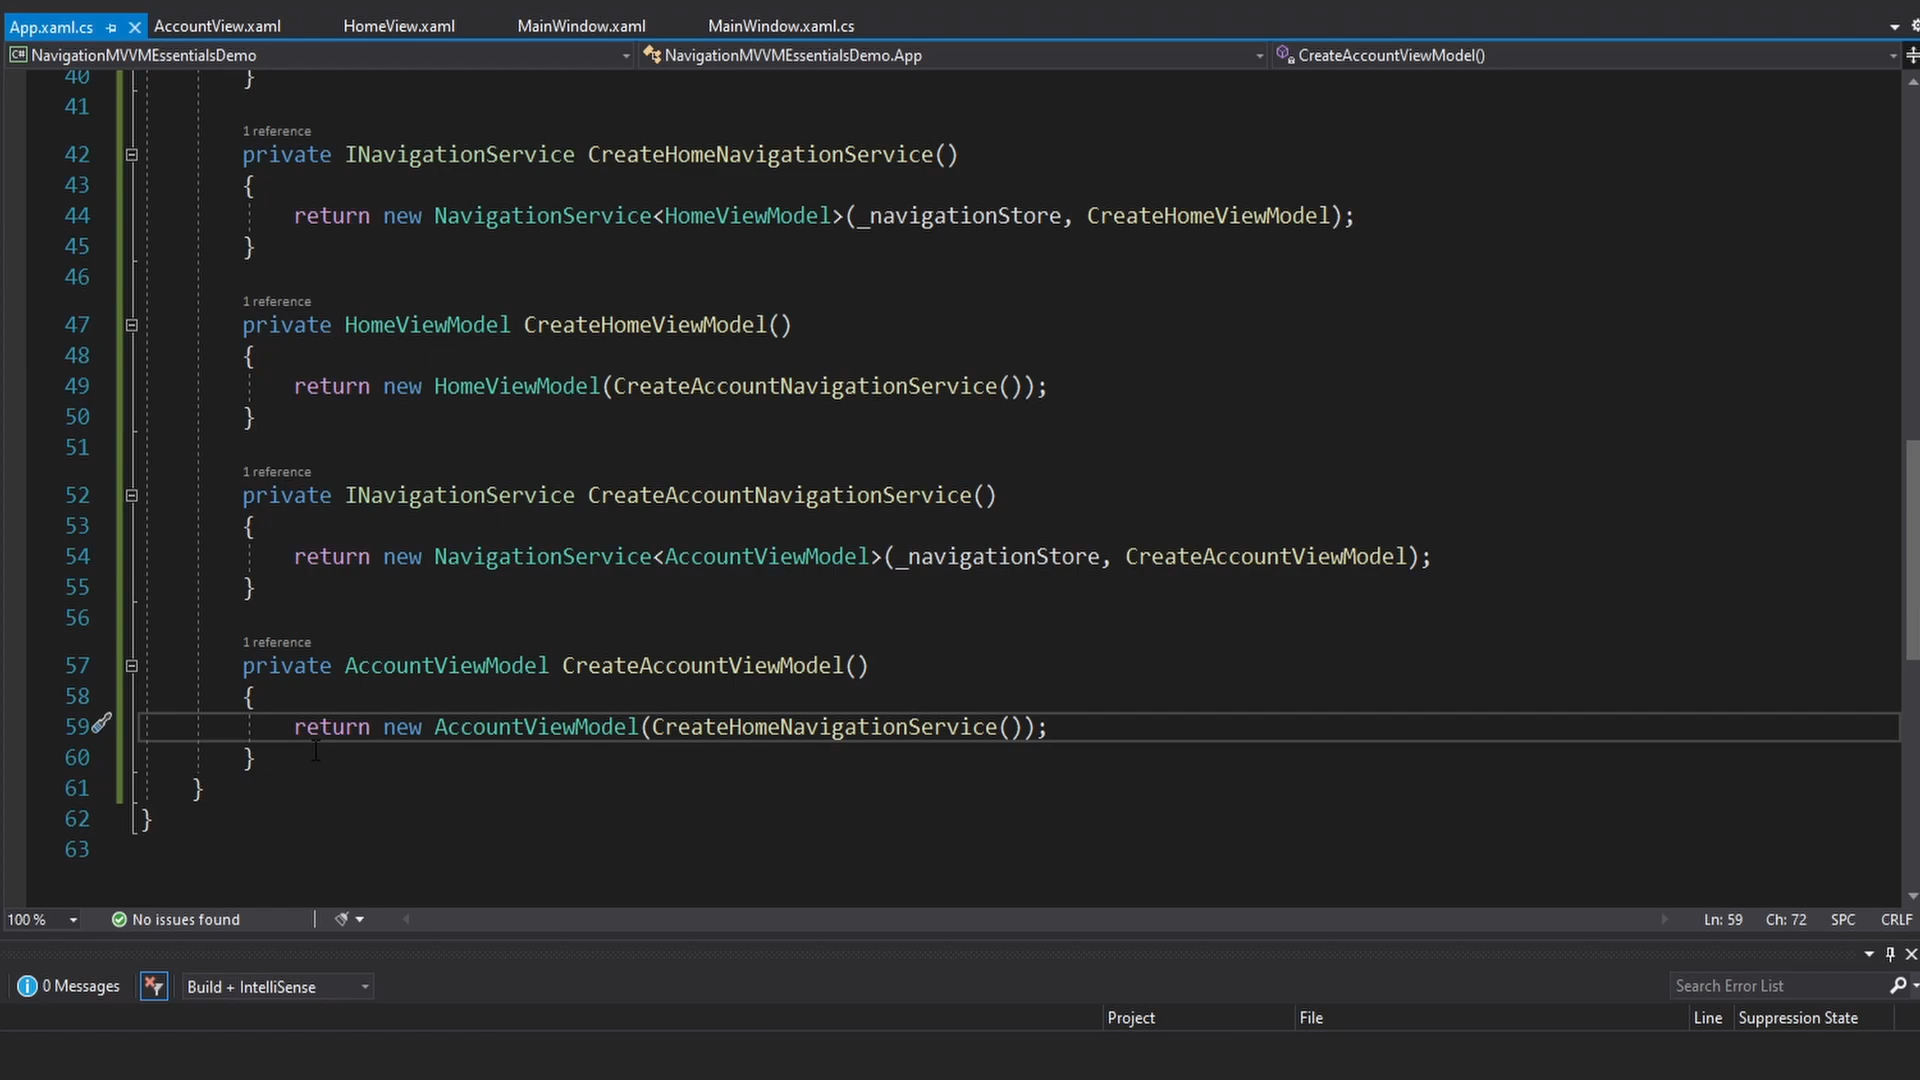 App.xaml.cs AccountView.xaml HomeView.xaml MainWindow.xaml MainWindow.xaml.cs
C# NavigationMVVMEssentialsDemo NavigationMVVMEssentialsDemo.App CreateAccountViewModel()
40 }
41
1 reference
42 private INavigationService CreateHomeNavigationService()
43 {
44 return new NavigationService<HomeViewModel>(_navigationStore, CreateHomeViewModel);
45 }
46
1 reference
47 private HomeViewModel CreateHomeViewModel()
48 {
49 return new HomeViewModel(CreateAccountNavigationService());
50 }
51
1 reference
52 private INavigationService CreateAccountNavigationService()
53 {
54 return new NavigationService<AccountViewModel>(_navigationStore, CreateAccountViewModel);
55 }
56
1 reference
57 private AccountViewModel CreateAccountViewModel()
58 {
59 return new AccountViewModel(CreateHomeNavigationService());
60 }
61 }
62 }
63
100 % No issues found Ln: 59 Ch: 72 SPC CRLF
0 Messages Build + IntelliSense Search Error List
Project File Line Suppression State